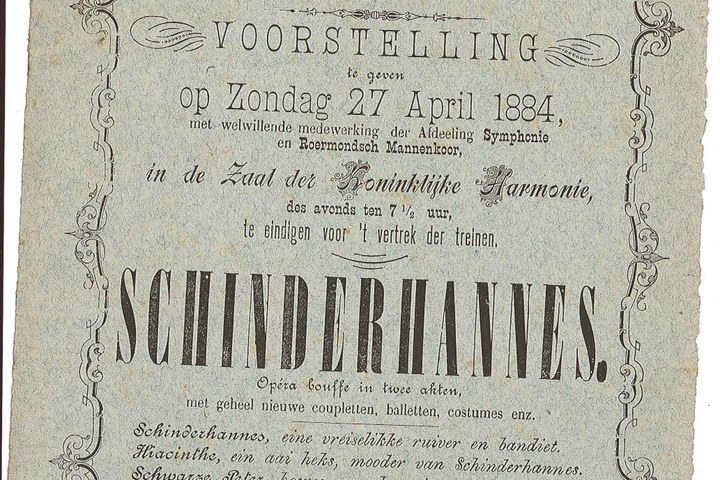 VOORSTELLING
te geven
op Zondag 27 April 1884,
met welwillende medewerking der Afdeeling Symphonie
en Roermondsch Mannenkoor,
in de Zaal der Koninklijke Harmonie,
des avonds ten 7 ½ uur,
te eindigen voor 't vertrek der treinen.
SCHINDERHANNES.
Opéra bouffe in twee akten,
met geheel nieuwe coupletten, balletten, costumes enz.
Schinderhannes, eine vreiselikke ruiver en bandiet.
Hiacinthe, ein aai heks, mooder van Schinderhannes.
Schwarze Peter,